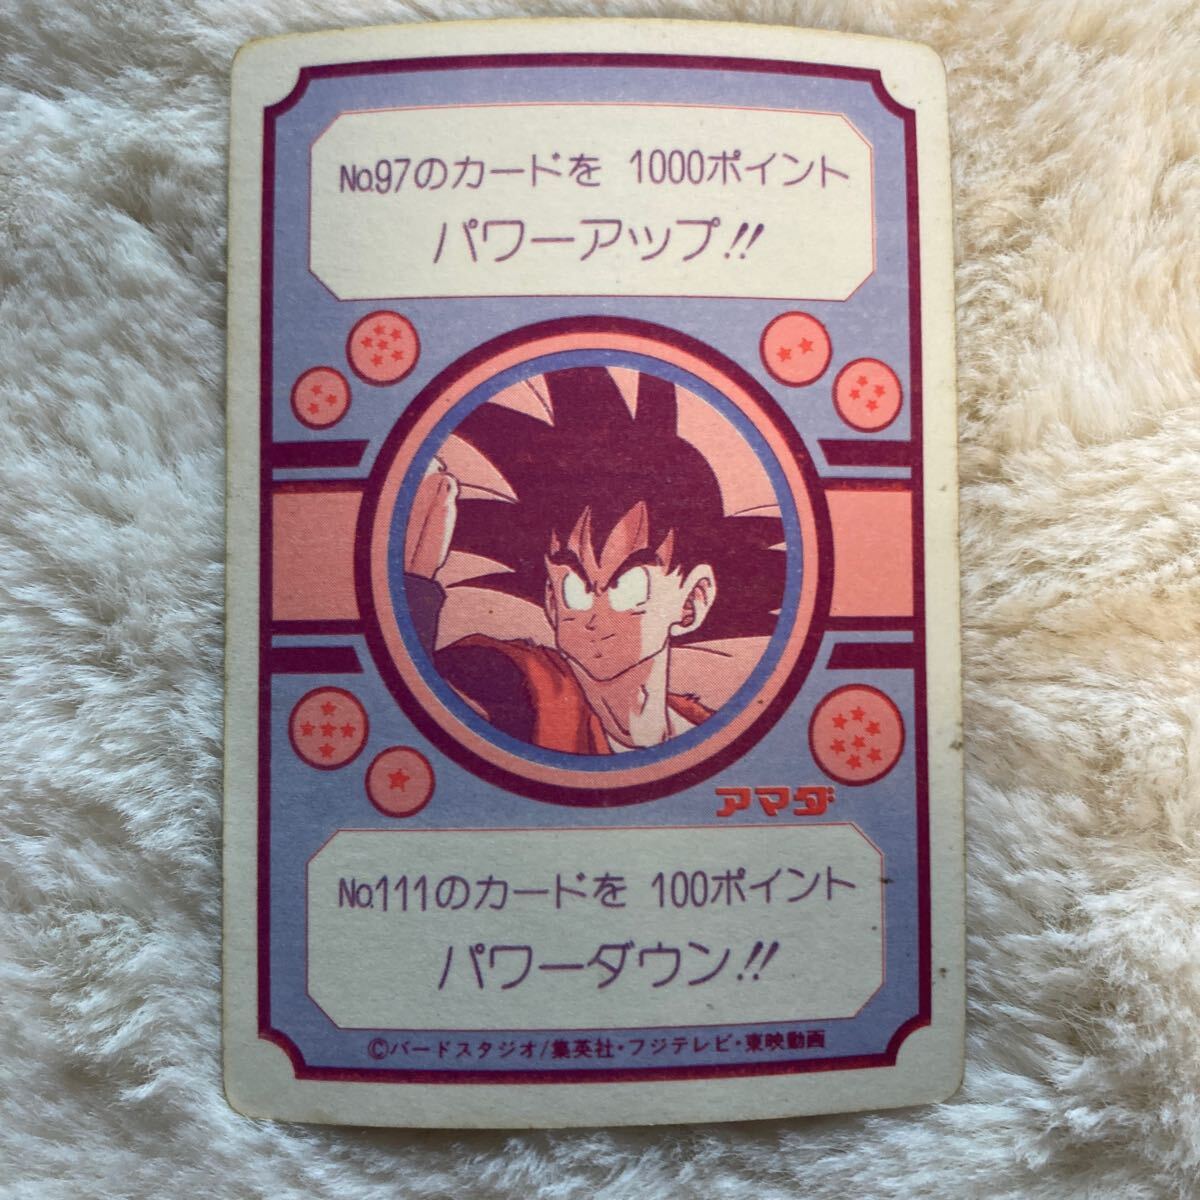 No.97のカードを 1000ポイント
パワーアップ!!
アマダ
No.111のカードを 100ポイント
パワーダウン!!
©バードスタジオ/集英社・フジテレビ・東映動画